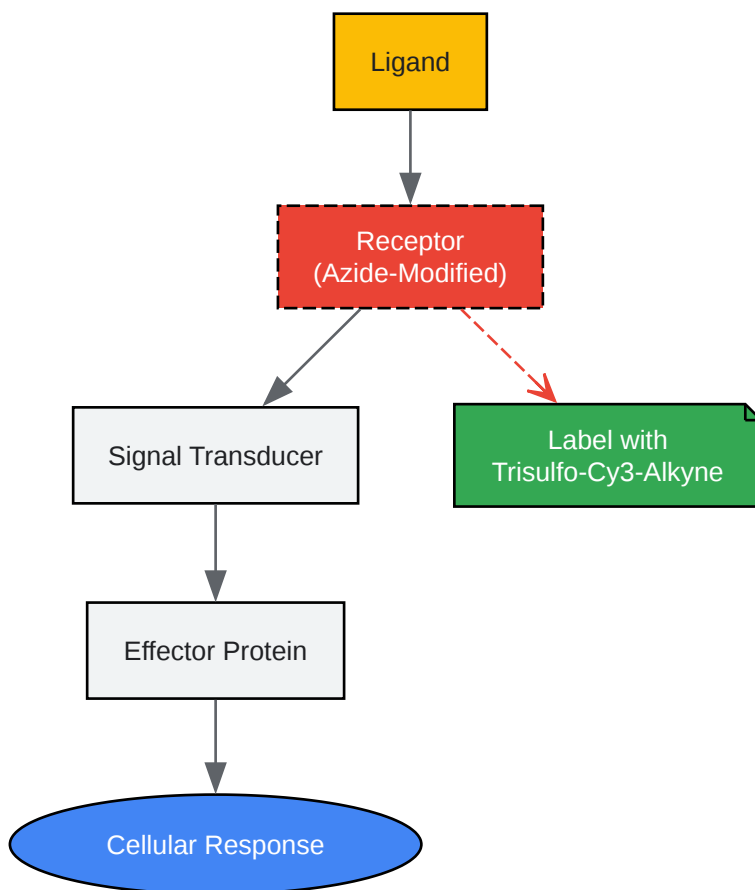 Ligand
Receptor
(Azide-Modified)
Signal Transducer
Label with
Trisulfo-Cy3-Alkyne
Effector Protein
Cellular Response